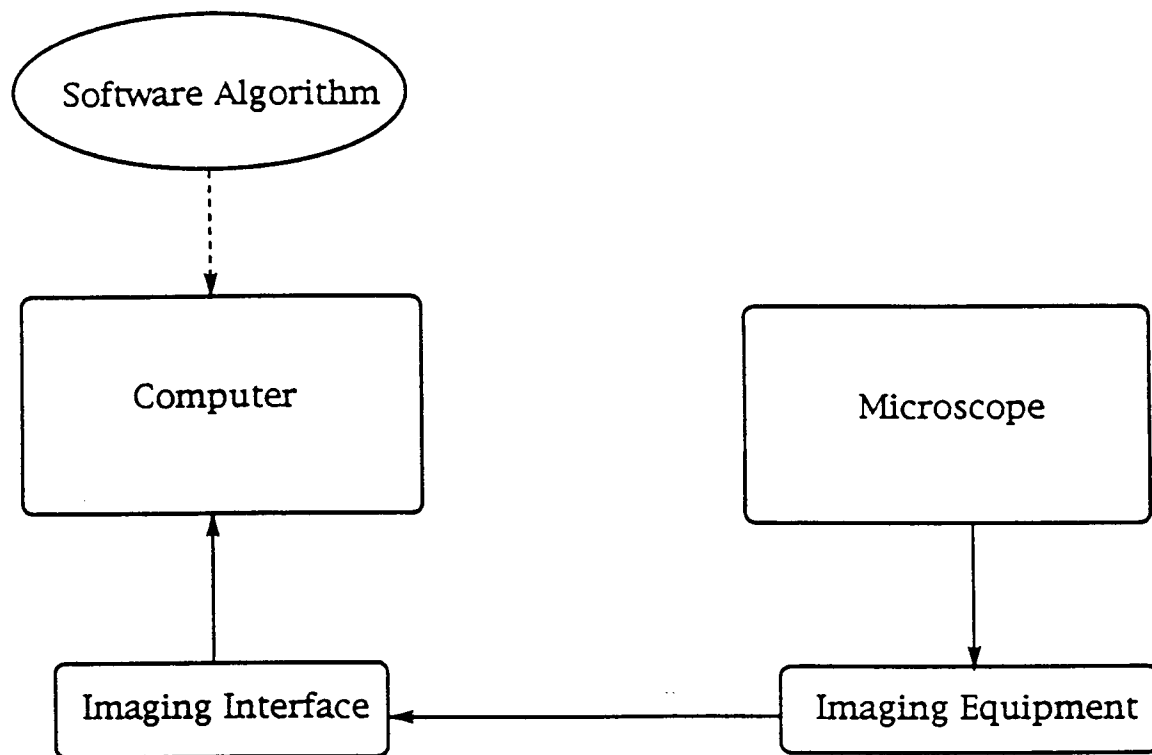 Software Algorithm
Computer
Microscope
Imaging Interface
Imaging Equipment